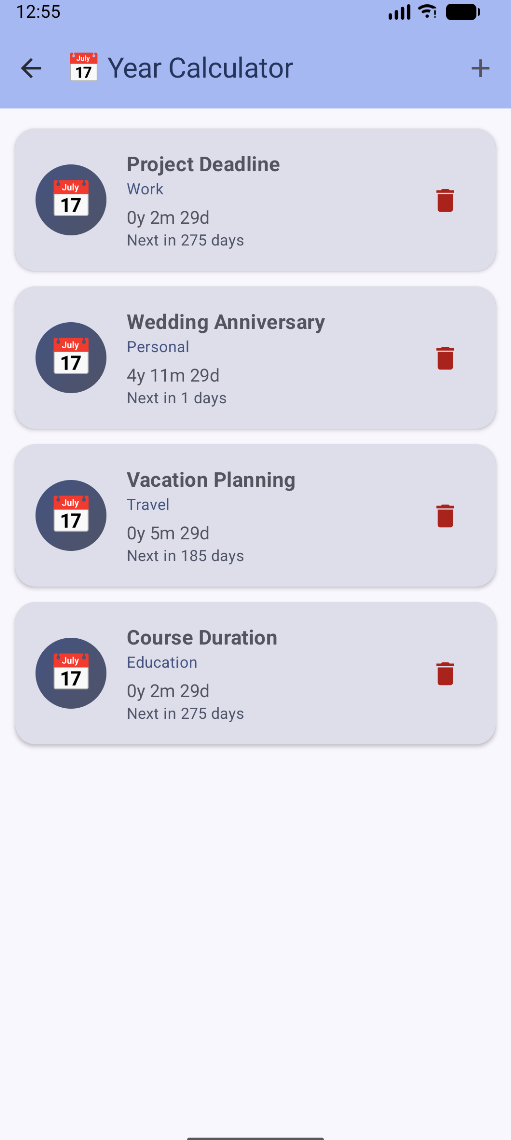 12:55
July
17
Year Calculator
July
17
Project Deadline
Work
0y 2m 29d
Next in 275 days
July
17
Wedding Anniversary
Personal
4y 11m 29d
Next in 1 days
July
17
Vacation Planning
Travel
0y 5m 29d
Next in 185 days
July
17
Course Duration
Education
0y 2m 29d
Next in 275 days